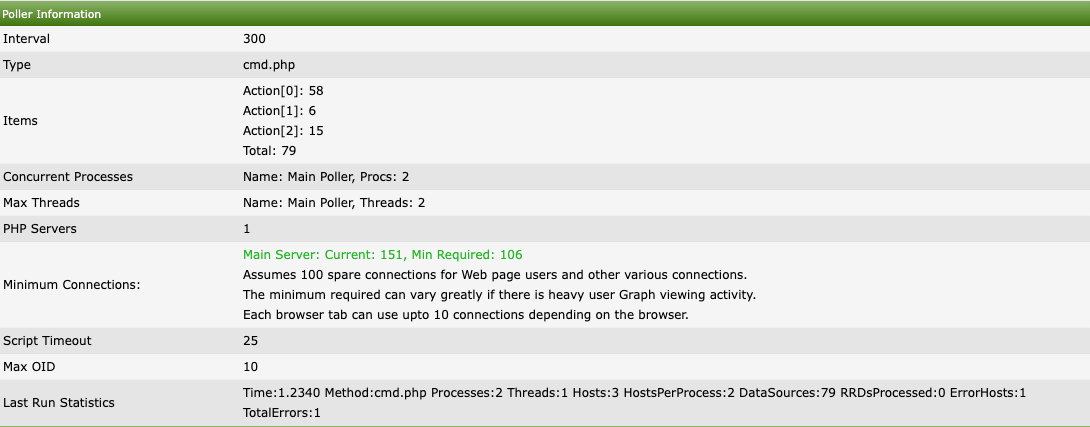 Poller Information
Interval 300
Type cmd.php
Items Action[0]: 58
Action[1]: 6
Action[2]: 15
Total: 79
Concurrent Processes Name: Main Poller, Procs: 2
Max Threads Name: Main Poller, Threads: 2
PHP Servers 1
Minimum Connections: Main Server: Current: 151, Min Required: 106
Assumes 100 spare connections for Web page users and other various connections.
The minimum required can vary greatly if there is heavy user Graph viewing activity.
Each browser tab can use upto 10 connections depending on the browser.
Script Timeout 25
Max OID 10
Last Run Statistics Time:1.2340 Method:cmd.php Processes:2 Threads:1 Hosts:3 HostsPerProcess:2 DataSources:79 RRDsProcessed:0 ErrorHosts:1
TotalErrors:1